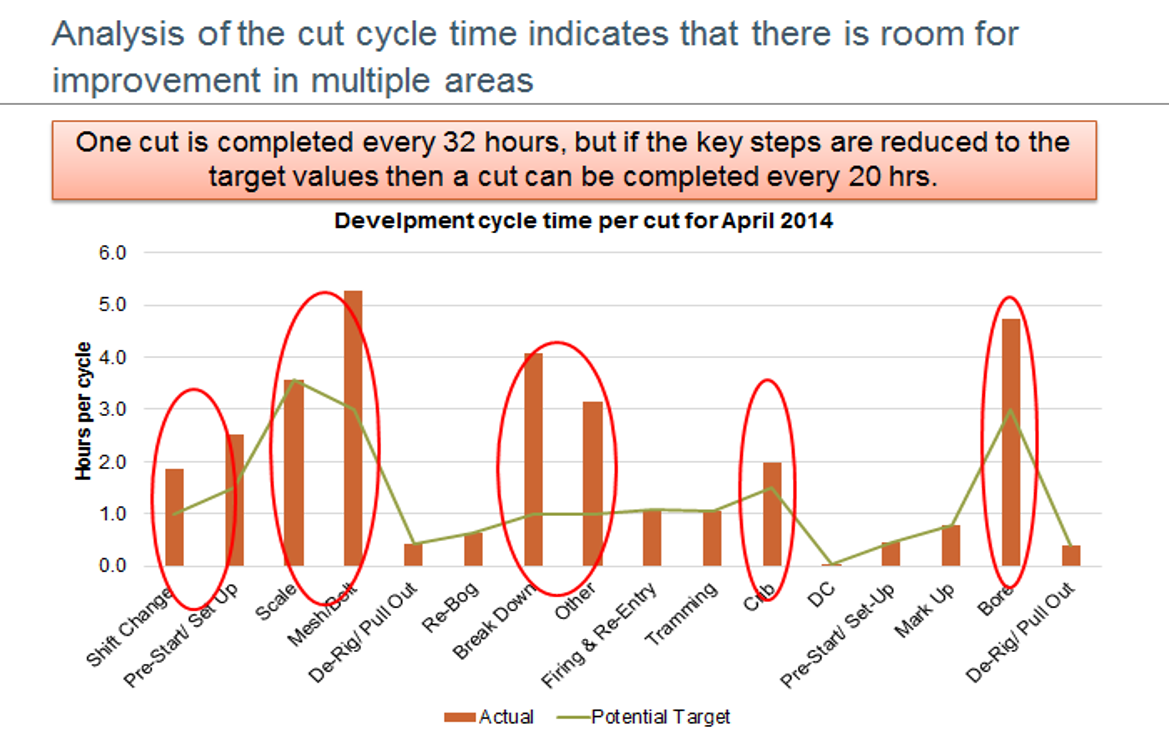 Analysis of the cut cycle time indicates that there is room for
improvement in multiple areas
One cut is completed every 32 hours, but if the key steps are reduced to the
target values then a cut can be completed every 20 hrs.
Develpment cycle time per cut for April 2014
Hours per cycle
6.0
5.0
4.0
3.0
2.0
1.0
0.0
Shift Change
Pre-Start/ Set Up
Scale
Mesh/Bolt
De-Rig/ Pull Out
Re-Bog
Break Down
Other
Firing & Re-Entry
Tramming
Crib
DC
Pre-Start/ Set-Up
Mark Up
Bore
De-Rig/ Pull Out
Actual
Potential Target